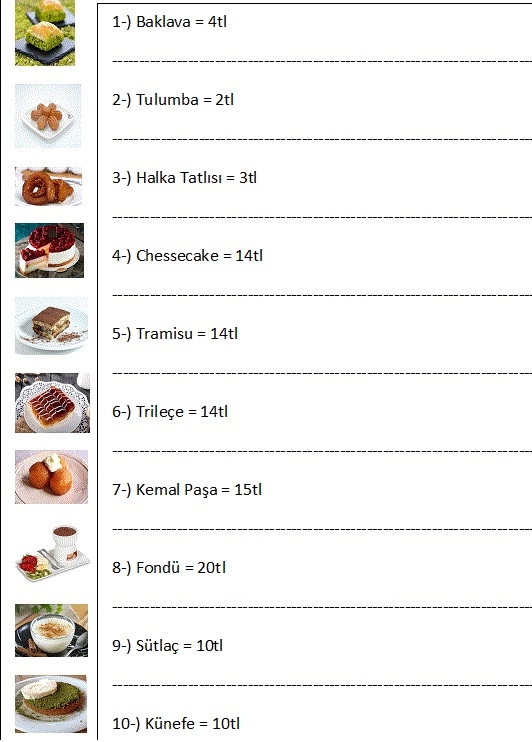 1-) Baklava = 4tl
2-) Tulumba = 2tl
3-) Halka Tatlısı = 3tl
4-) Chessecake = 14tl
5-) Tramisu = 14tl
6-) Trileçe = 14tl
7-) Kemal Paşa = 15tl
8-) Fondü = 20tl
9-) Sütlaç = 10tl
10-) Künefe = 10tl